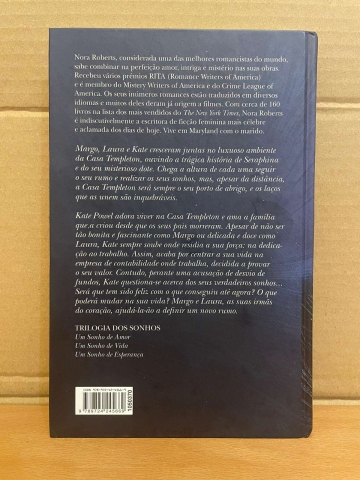 Nora Roberts, considerada uma das melhores romancistas do mundo,
sabe combinar na perfeição amor, intriga e mistério nas suas obras.
Recebeu vários prémios RITA (Romance Writers of America)
e é membro do Mistery Writers of America e do Crime League of
America. Os seus inúmeros romances estão traduzidos em diversos
idiomas e muitos deles deram já origem a filmes. Com cerca de 160
livros na lista dos mais vendidos do The New York Times, Nora Roberts
é indiscutivelmente a escritora de ficção feminina mais célebre
e aclamada dos dias de hoje. Vive em Maryland com o marido.
Margo, Laura e Kate cresceram juntas no luxuoso ambiente
da Casa Templeton, ouvindo a trágica história de Seraphina
e do seu misterioso dote. Chega a altura de cada uma seguir
o seu rumo e realizar os seus sonhos, mas, apesar da distância,
a Casa Templeton será sempre o seu porto de abrigo, e os laços
que as unem são inquebráveis.
Kate Powel adora viver na Casa Templeton e ama a família
que a criou desde que os seus pais morreram. Apesar de não ser
tão bonita e fascinante como Margo ou delicada e doce como
Laura, Kate sempre soube onde residia a sua força: na dedica-
ção ao trabalho. Assim, acaba por centrar a sua vida na
empresa de contabilidade onde trabalha, decidida a provar
o seu valor. Contudo, perante uma acusação de desvio de
fundos, Kate questiona-se acerca dos seus verdadeiros sonhos...
Será que tem sido feliz com o que conseguiu até agora? O que
poderá mudar na sua vida? Margo e Laura, as suas irmãs
do coração, ajudá-la-ão a definir um novo rumo.
TRILOGIA DOS SONHOS
Um Sonho de Amor
Um Sonho de Vida
Um Sonho de Esperança
1050370